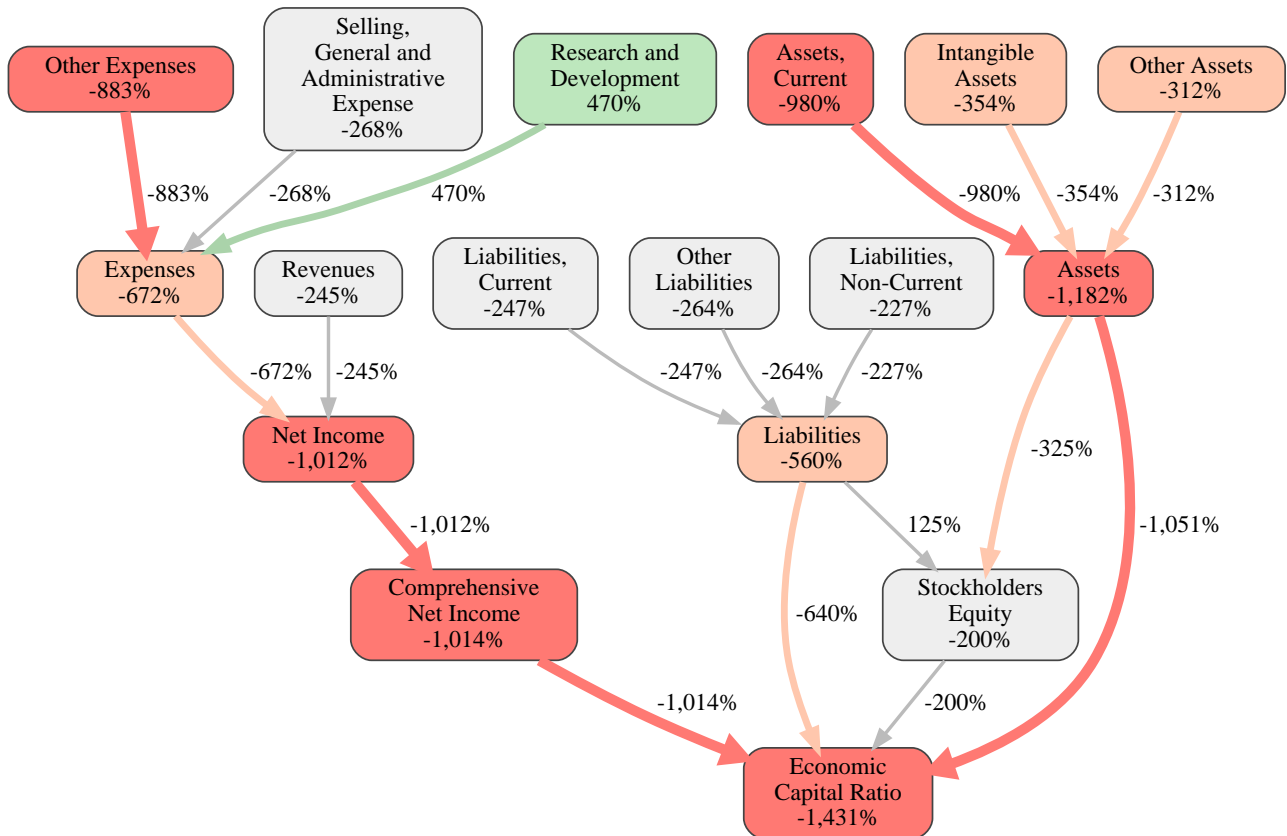 Other Expenses
-883%
Selling,
General and
Administrative
Expense
-268%
Research and
Development
470%
Assets,
Current
-980%
Intangible
Assets
-354%
Other Assets
-312%
-883%
-268%
470%
-980%
-354%
-312%
Expenses
-672%
Revenues
-245%
Liabilities,
Current
-247%
Other
Liabilities
-264%
Liabilities,
Non-Current
-227%
Assets
-1,182%
-672%
-245%
-247%
-264%
-227%
Net Income
-1,012%
Liabilities
-560%
-325%
-1,012%
125%
-1,051%
Comprehensive
Net Income
-1,014%
-640%
Stockholders
Equity
-200%
-1,014%
-200%
Economic
Capital Ratio
-1,431%